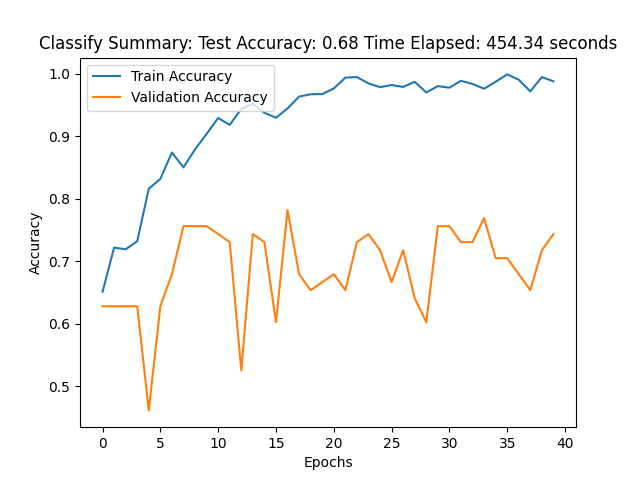 Classify Summary: Test Accuracy: 0.68 Time Elapsed: 454.34 seconds
Train Accuracy
Validation Accuracy
1.0
0.9
0.8
0.7
0.6
0.5
Accuracy
0 5 10 15 20 25 30 35 40
Epochs